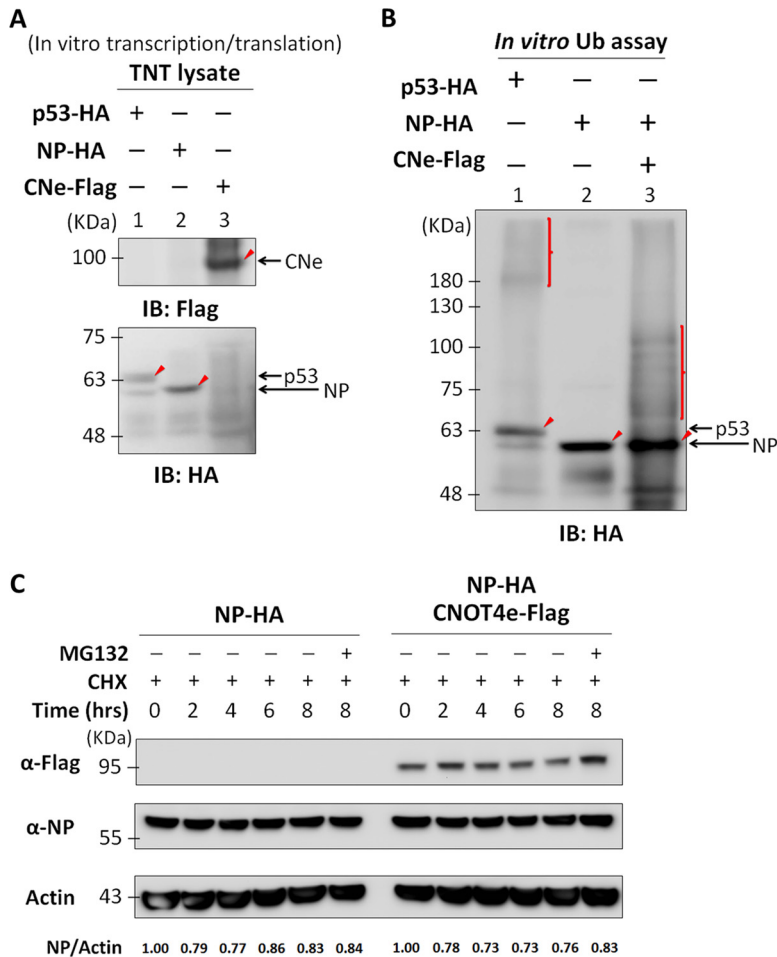 A
(In vitro transcription/translation)
TNT lysate
p53-HA + – –
NP-HA – + –
CNe-Flag – – +
(KDa) 1 2 3
100
CNe
IB: Flag
75
63
p53
NP
48
IB: HA
B
In vitro Ub assay
p53-HA + – –
NP-HA – + +
CNe-Flag – – +
1 2 3
(KDa)
180
130
100
75
63
p53
NP
48
IB: HA
C
NP-HA
NP-HA
CNOT4e-Flag
MG132 – – – – – + – – – – – +
CHX + + + + + + + + + + + +
Time (hrs) 0 2 4 6 8 8 0 2 4 6 8 8
(KDa)
α-Flag 95
α-NP
55
Actin 43
NP/Actin 1.00 0.79 0.77 0.86 0.83 0.84 1.00 0.78 0.73 0.73 0.76 0.83